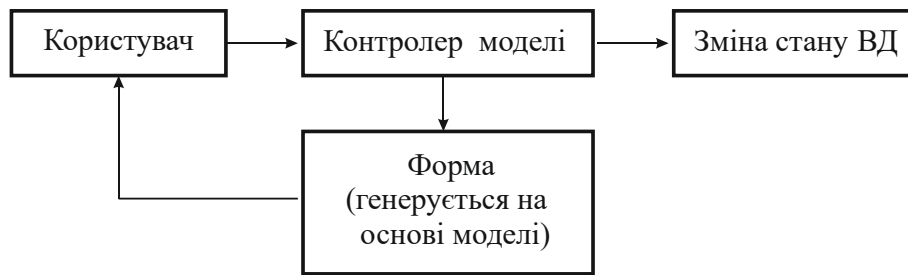 Користувач
Контролер моделі
Зміна стану ВД
Форма
(генерується на
основі моделі)